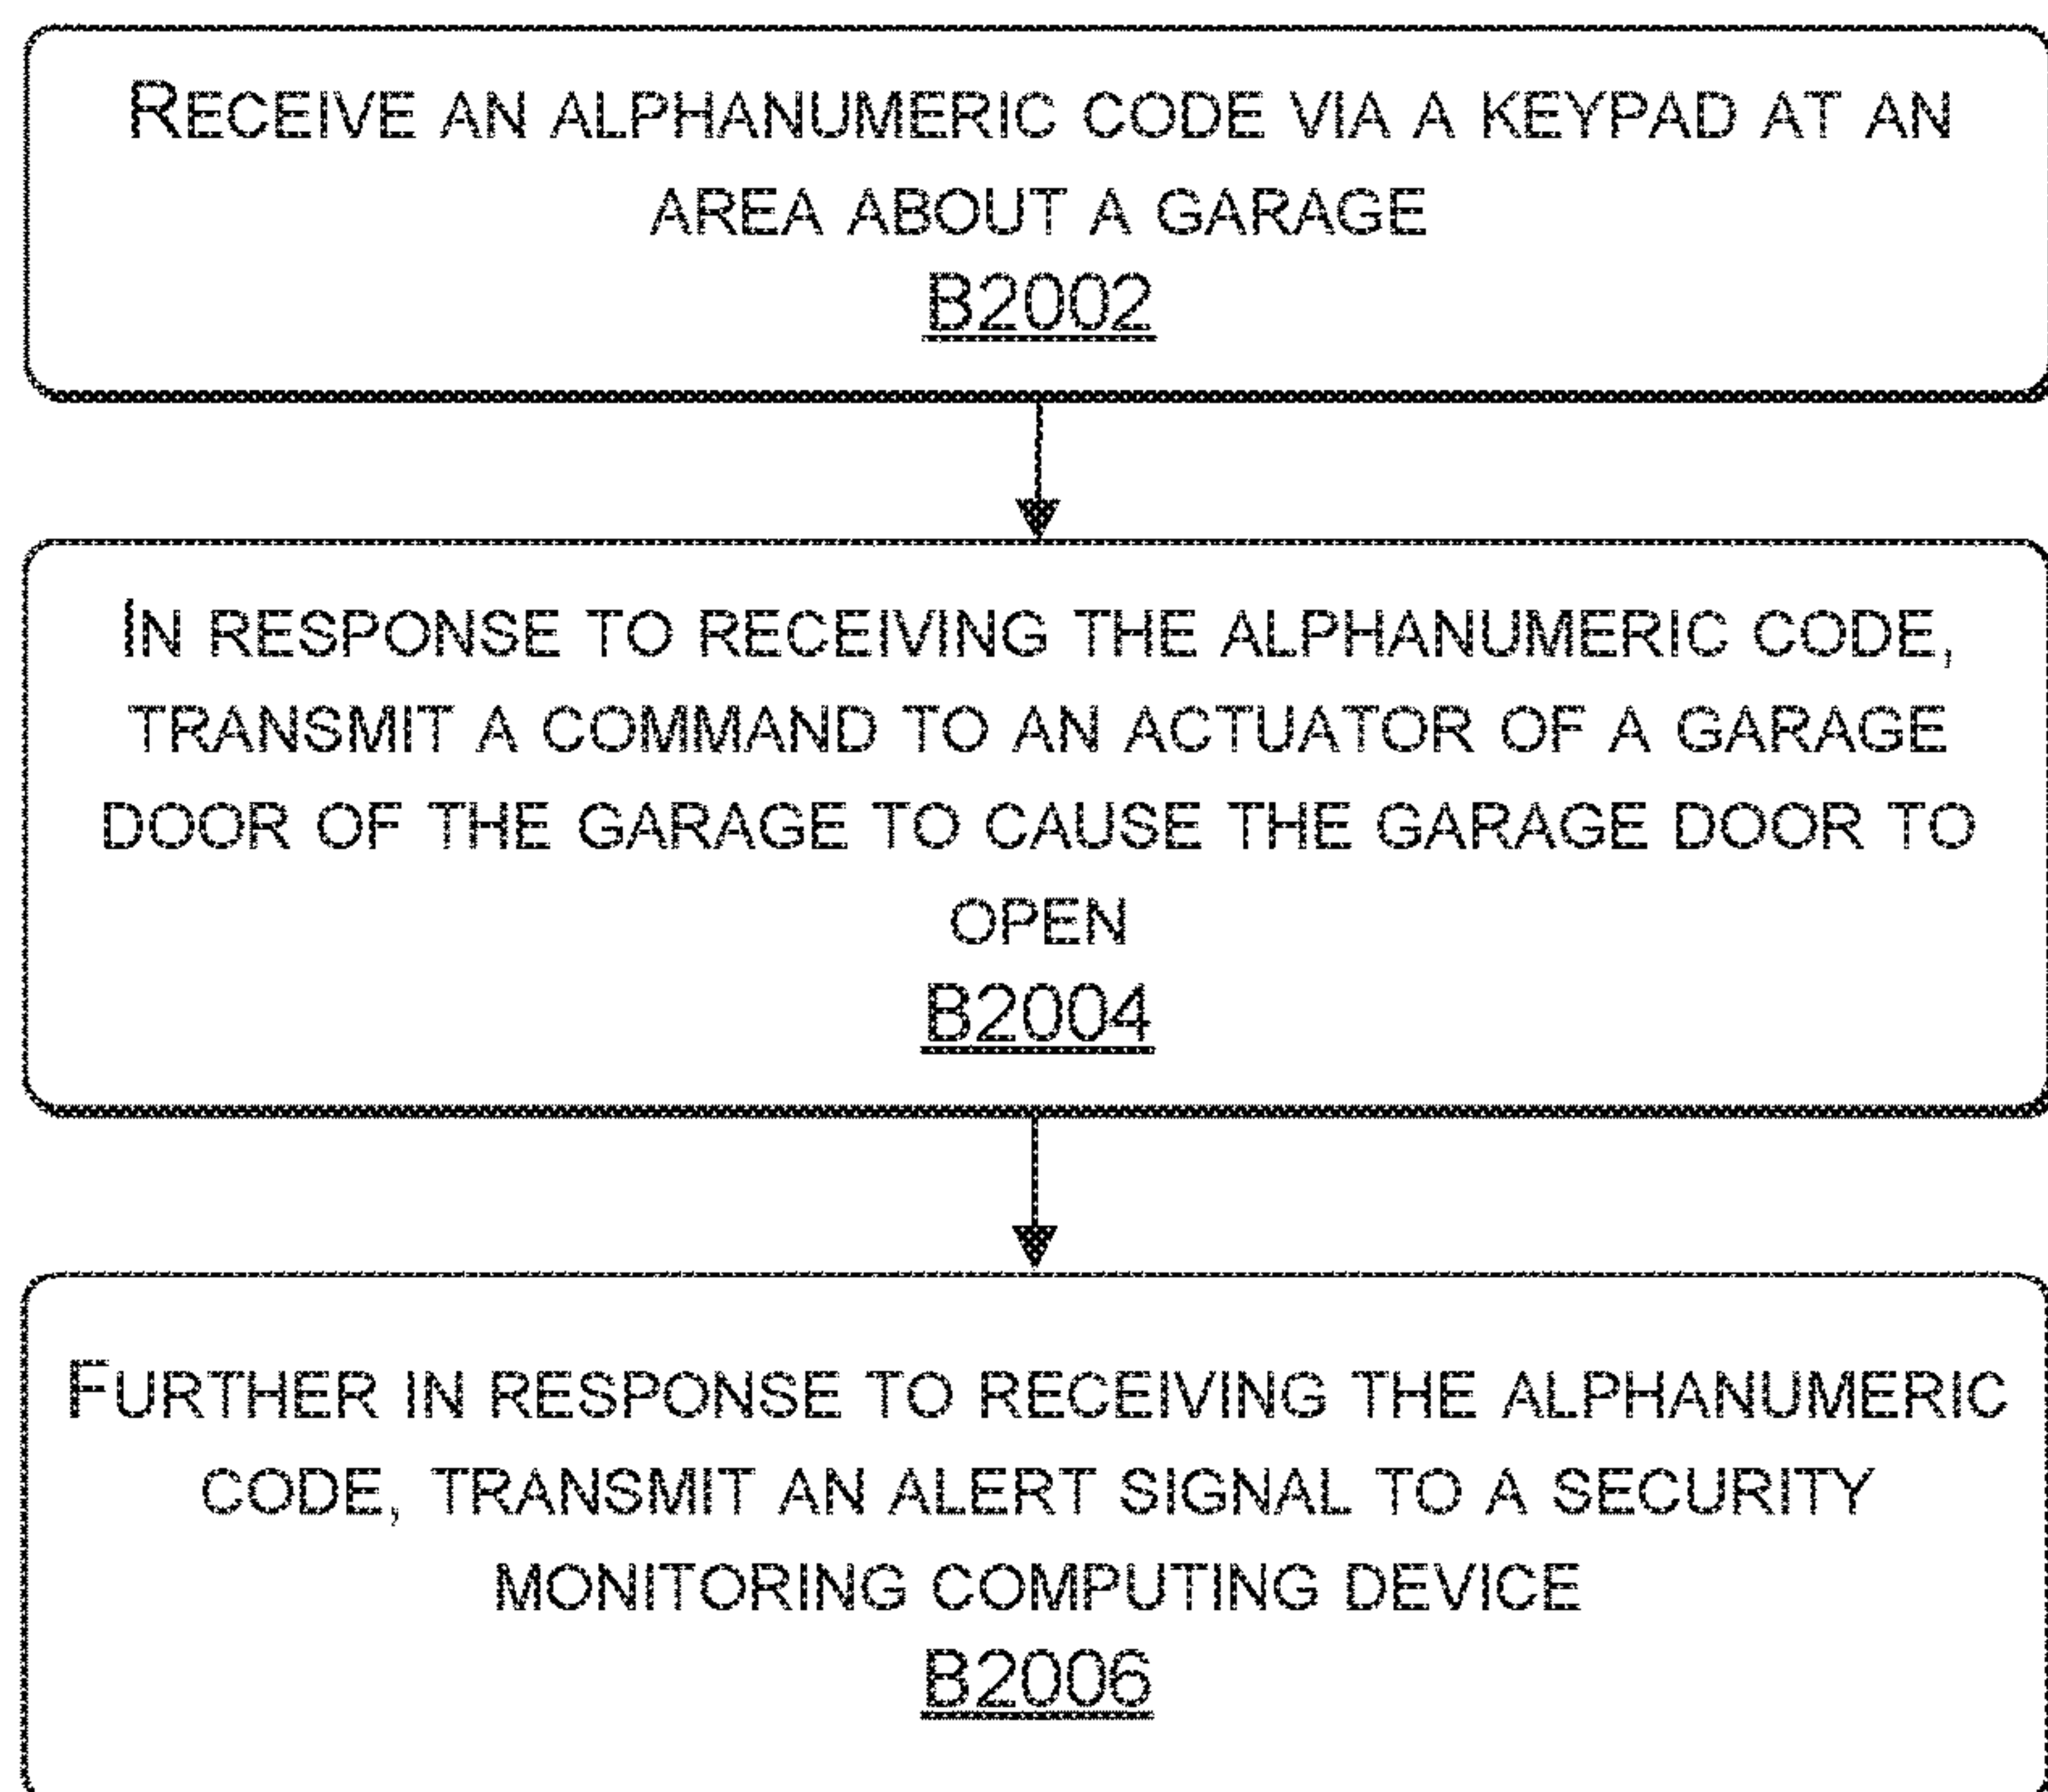 RECEIVE AN ALPHANUMERIC CODE VIA A KEYPAD AT AN
AREA ABOUT A GARAGE
B2002
IN RESPONSE TO RECEIVING THE ALPHANUMERIC CODE,
TRANSMIT A COMMAND TO AN ACTUATOR OF A GARAGE
DOOR OF THE GARAGE TO CAUSE THE GARAGE DOOR TO
OPEN
B2004
FURTHER IN RESPONSE TO RECEIVING THE ALPHANUMERIC
CODE, TRANSMIT AN ALERT SIGNAL TO A SECURITY
MONITORING COMPUTING DEVICE
B2006